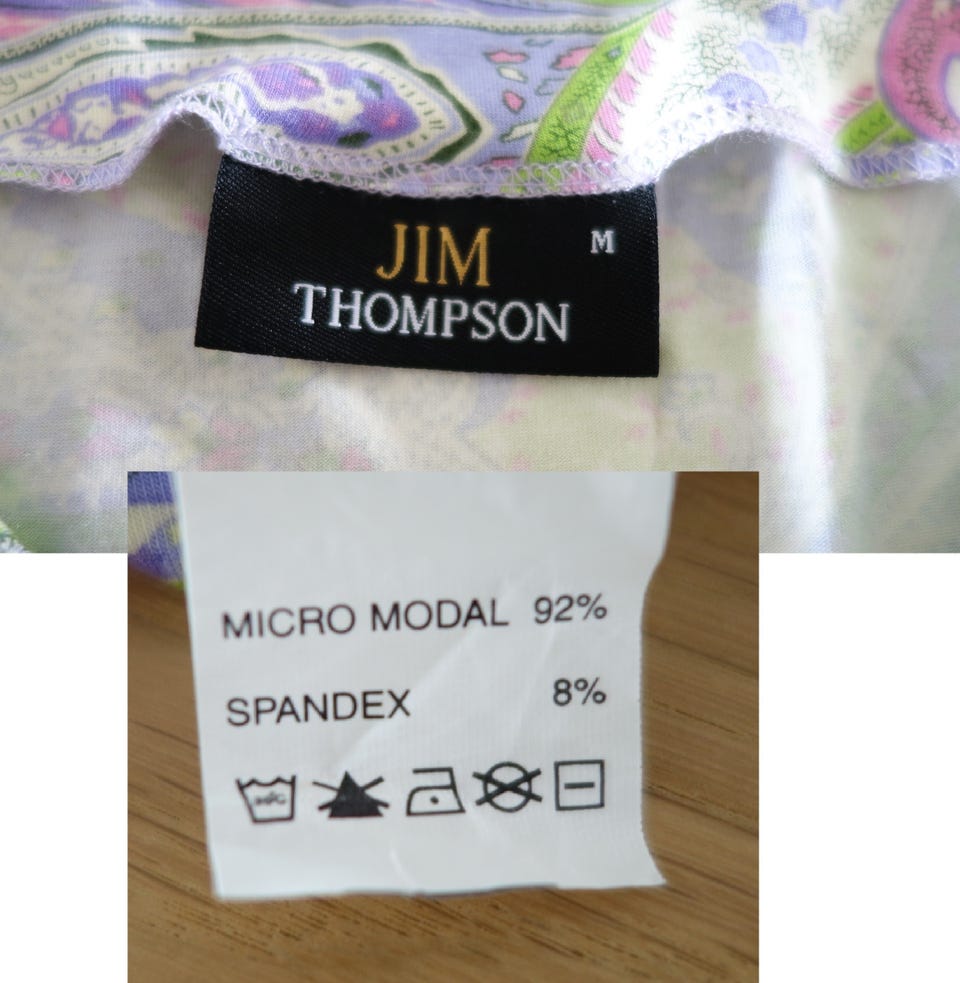 JIM
M
THOMPSON
MICRO MODAL 92%
SPANDEX 8%